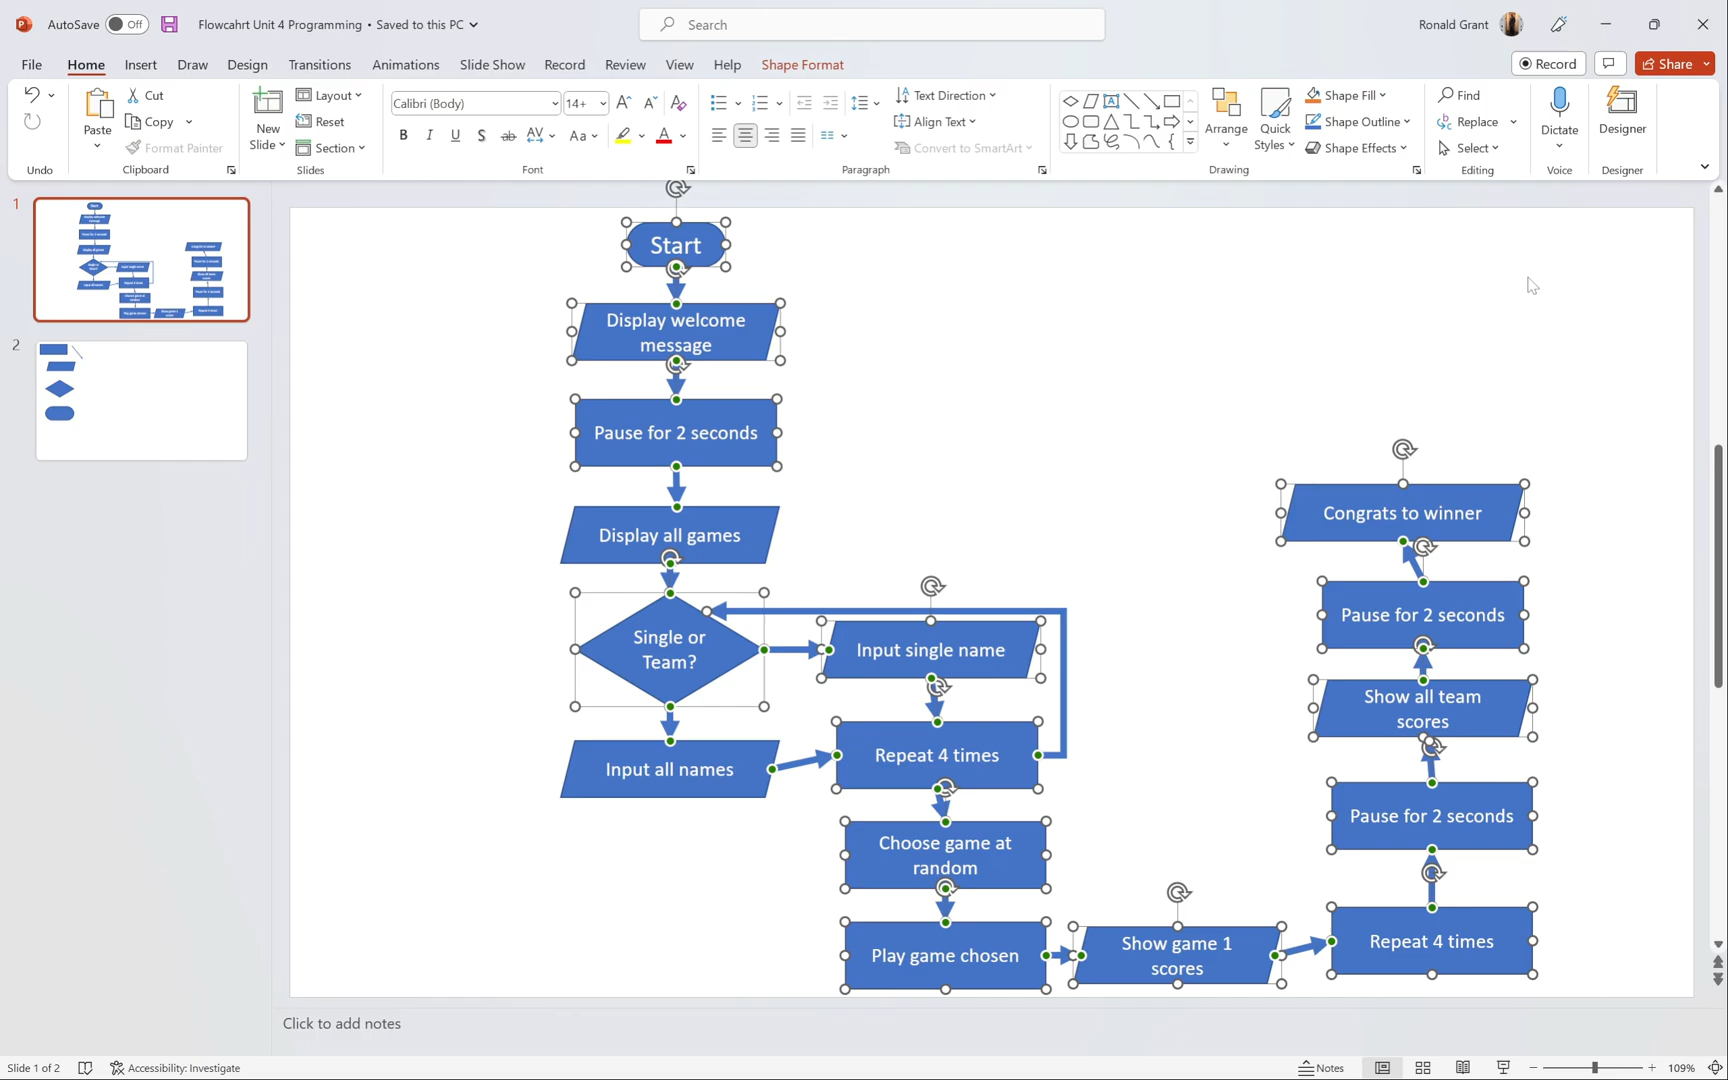 AutoSave Off Flowcahrt Unit 4 Programming • Saved to this PC Search Ronald Grant
File Home Insert Draw Design Transitions Animations Slide Show Record Review View Help Shape Format Record Share
Paste
Cut
Copy
Format Painter
New
Slide
Layout
Reset
Section
Calibri (Body) 14+
Text Direction
Align Text
Convert to SmartArt
Arrange
Quick
Styles
Shape Fill
Shape Outline
Shape Effects
Find
Replace
Select
Dictate
Designer
Undo Clipboard Slides Font Paragraph Drawing Editing Voice Designer
1
2
Start
Display welcome
message
Pause for 2 seconds
Display all games
Single or
Team?
Input single name
Input all names
Repeat 4 times
Choose game at
random
Play game chosen
Show game 1
scores
Repeat 4 times
Pause for 2 seconds
Show all team
scores
Pause for 2 seconds
Congrats to winner
Click to add notes
Slide 1 of 2 Accessibility: Investigate Notes 109%